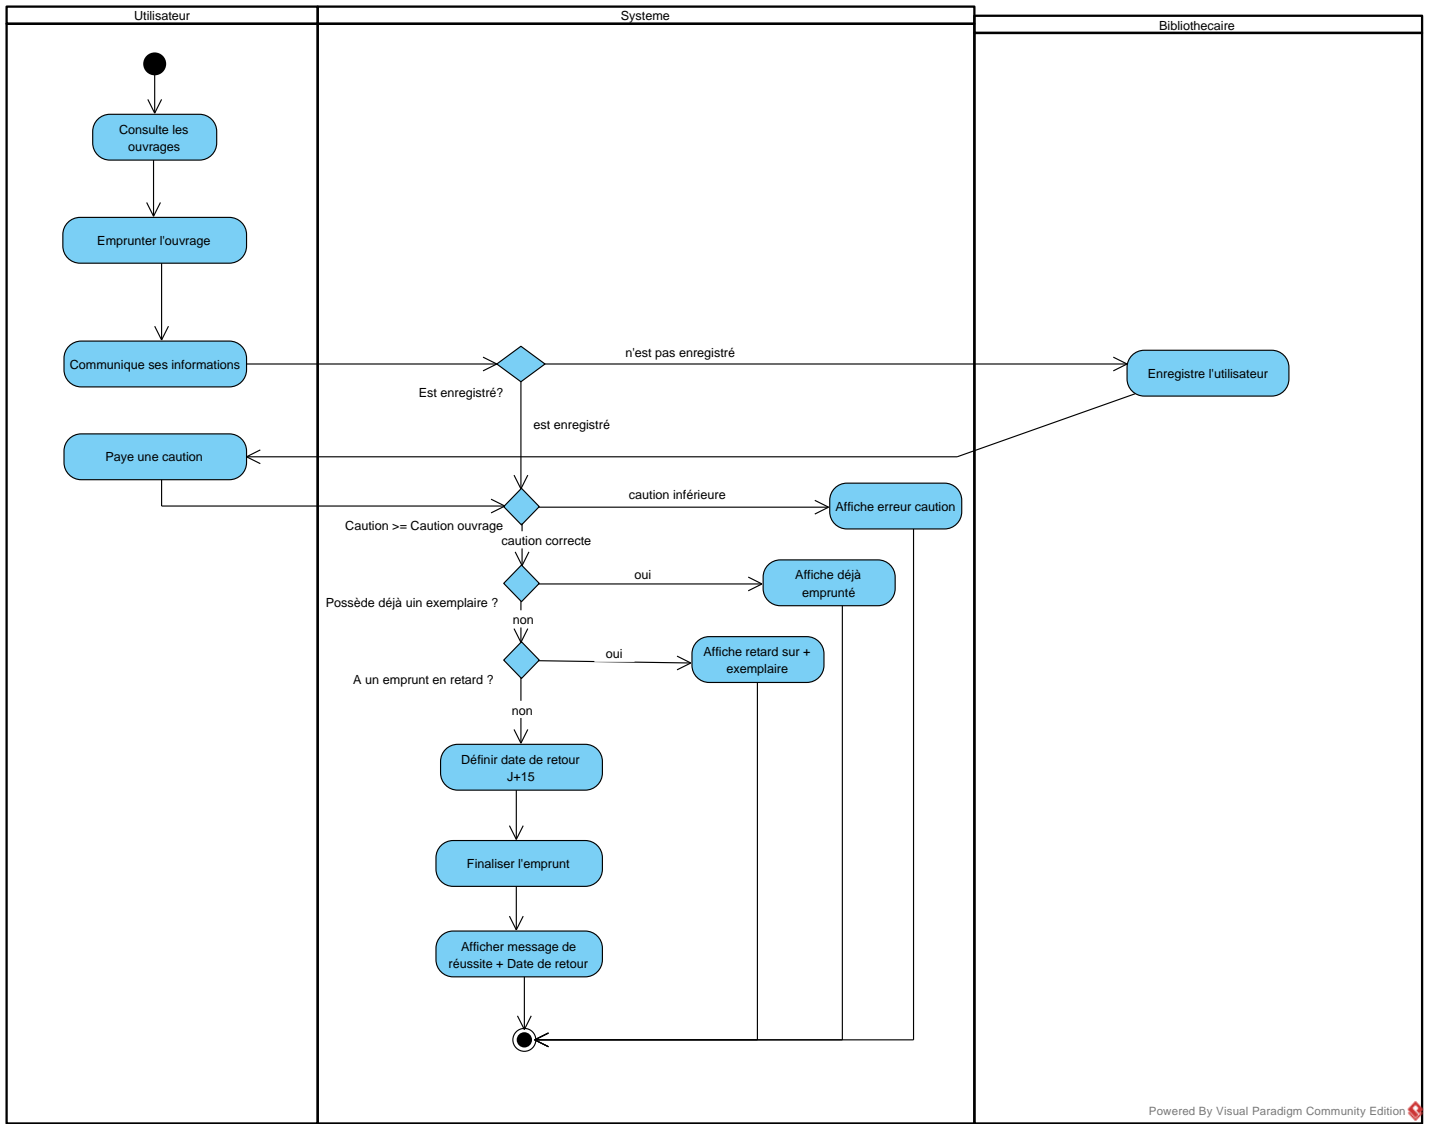 Utilisateur
Systeme
Bibliothecaire
Consulte les
ouvrages
Emprunter l'ouvrage
Communique ses informations
n'est pas enregistré
Enregistre l'utilisateur
Est enregistré?
est enregistré
Paye une caution
caution inférieure
Affiche erreur caution
Caution >= Caution ouvrage
caution correcte
oui
Affiche déjà
emprunté
Possède déjà uin exemplaire ?
non
oui
Affiche retard sur +
exemplaire
A un emprunt en retard ?
non
Définir date de retour
J+15
Finaliser l'emprunt
Afficher message de
réussite + Date de retour
Powered By Visual Paradigm Community Edition